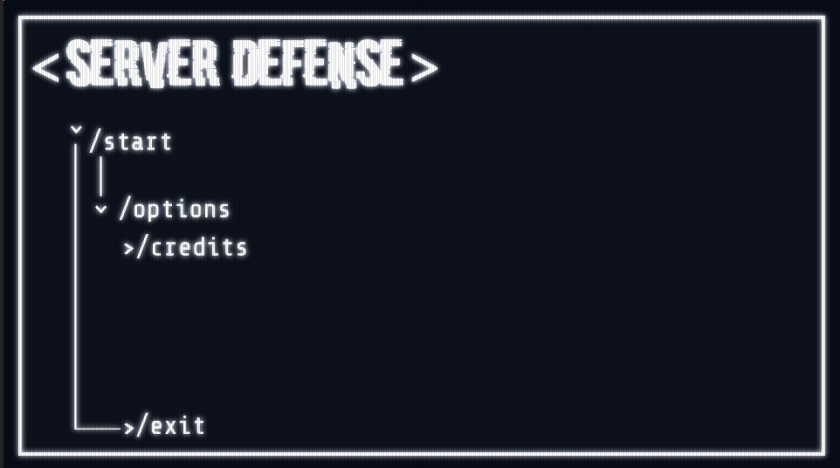 <SERVER DEFENSE>
/start
/options
>/credits
>/exit